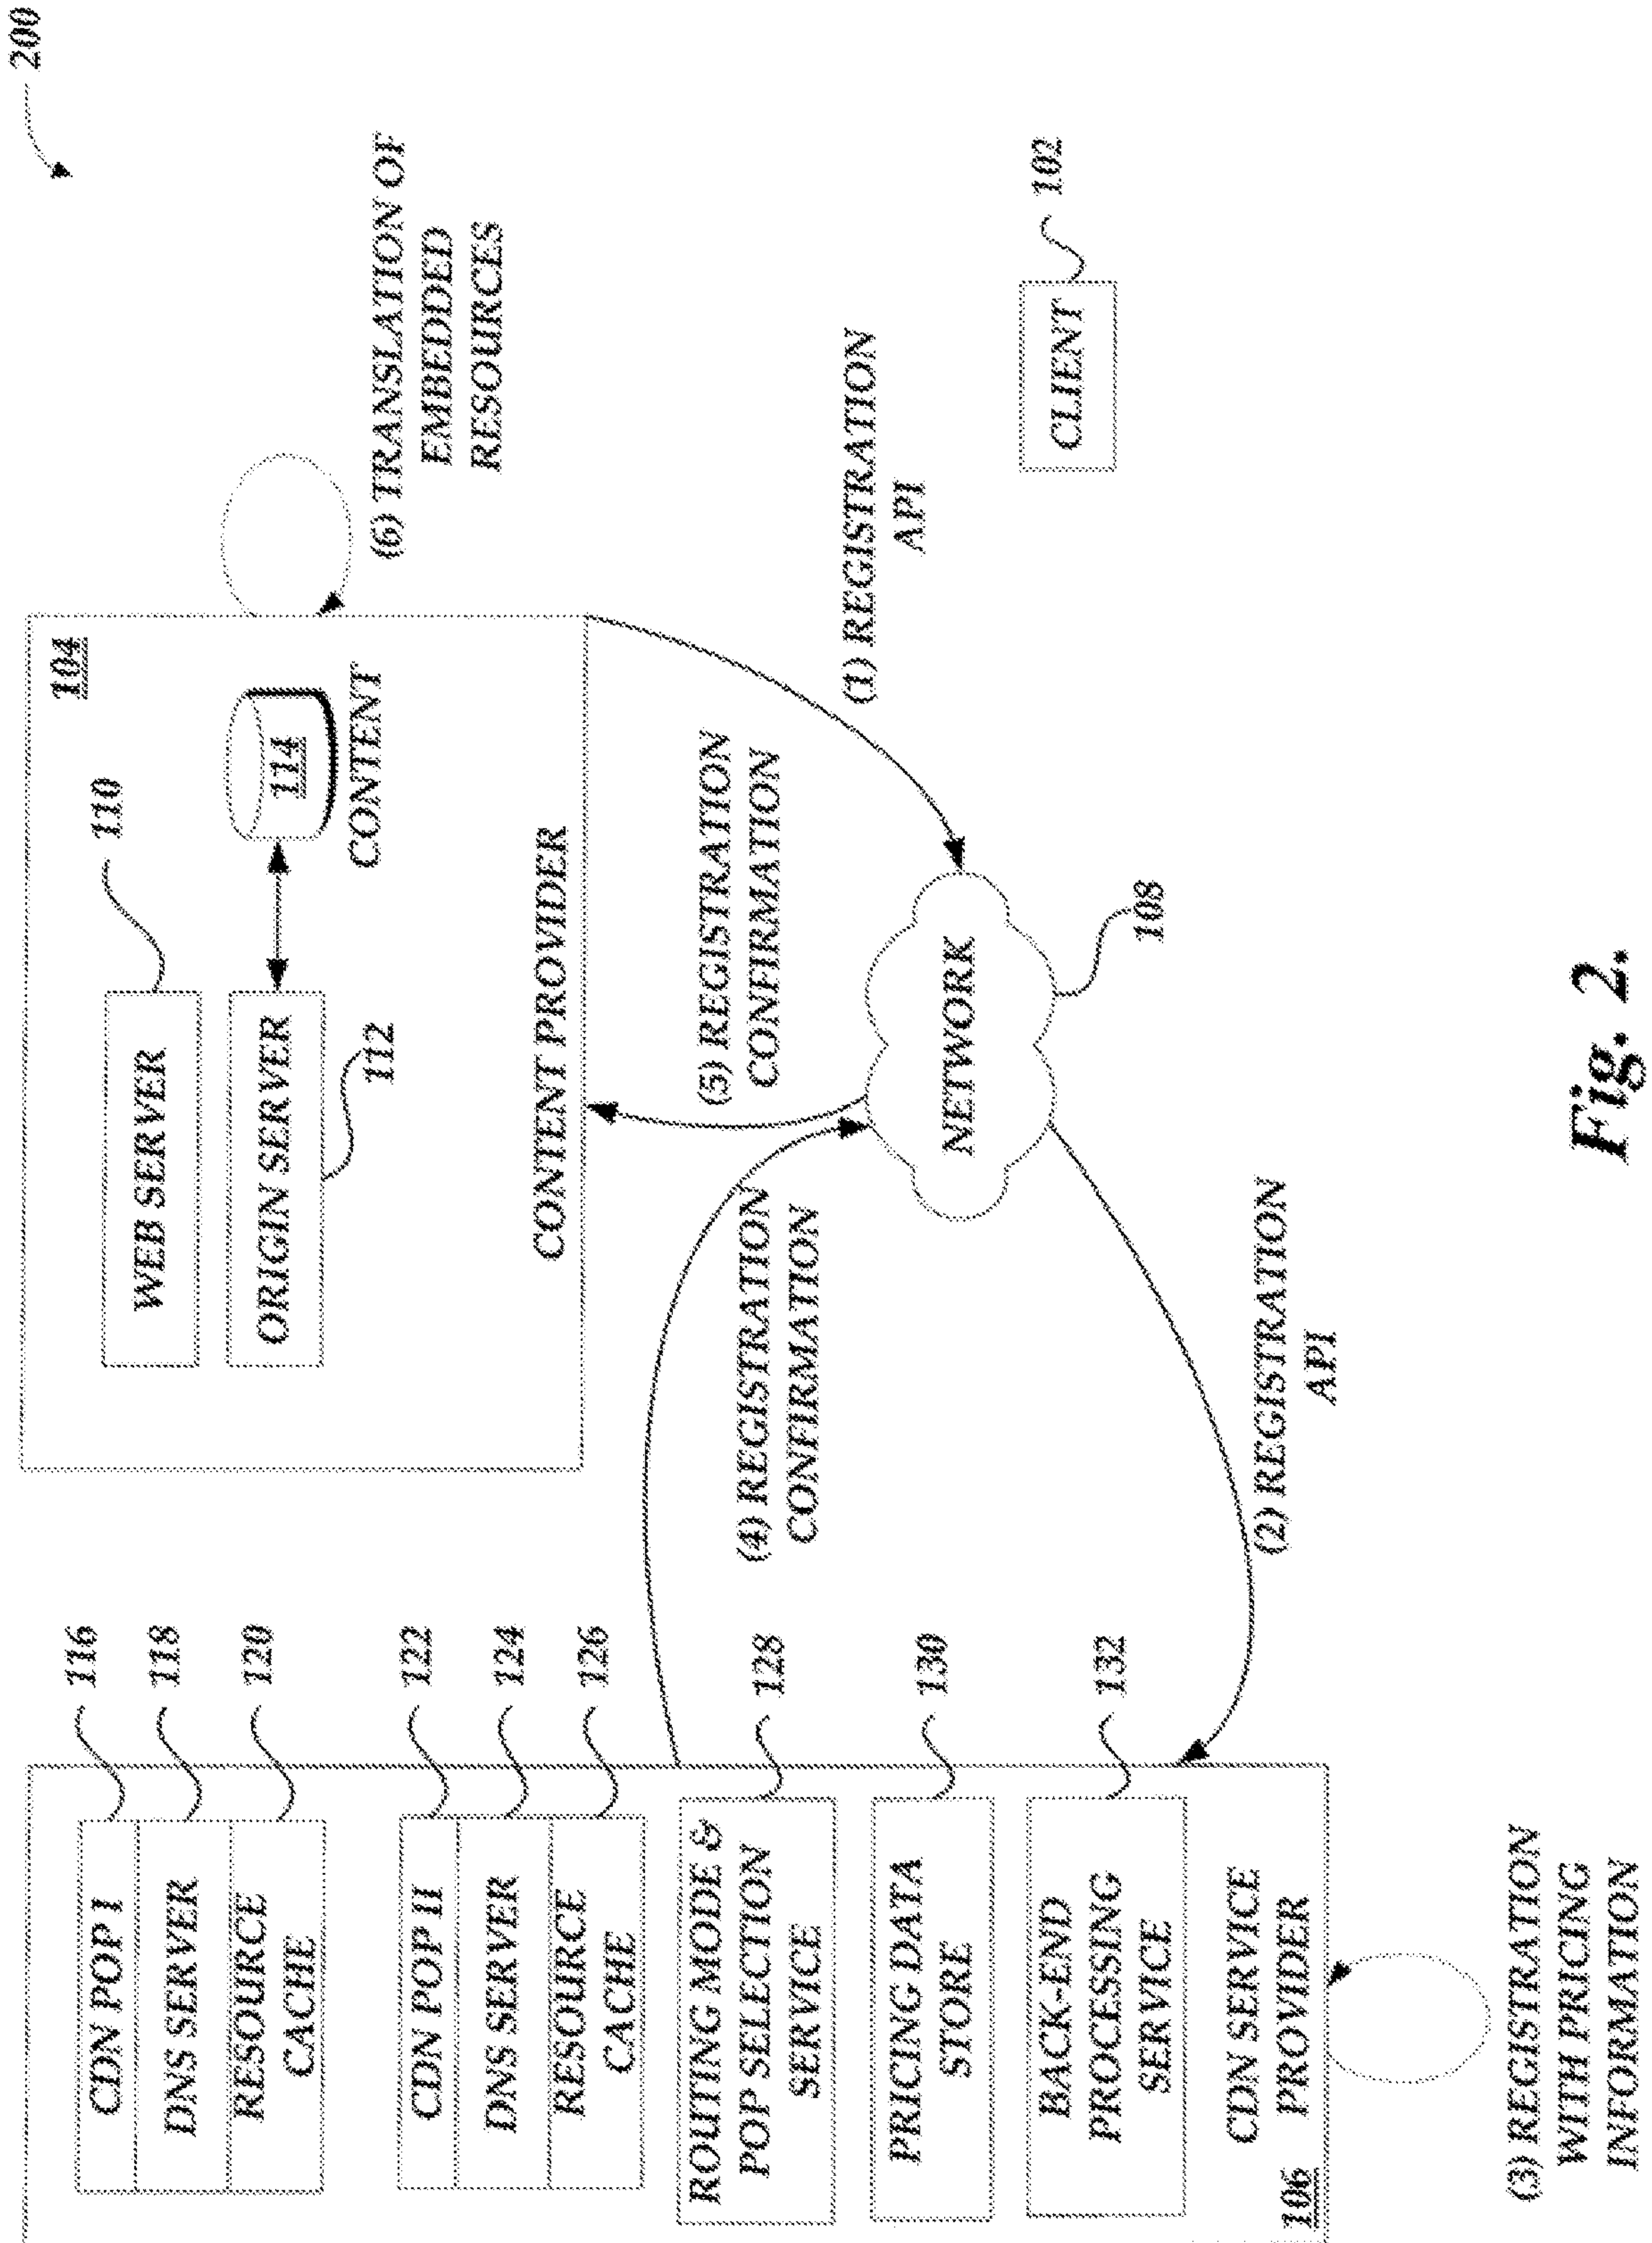 200
116
CDN POP I
118
DNS SERVER
120
RESOURCE
CACHE
122
CDN POP II
124
DNS SERVER
126
RESOURCE
CACHE
128
ROUTING MODE &
POP SELECTION
SERVICE
130
PRICING DATA
STORE
132
BACK-END
PROCESSING
SERVICE
CDN SERVICE
PROVIDER
106
(3) REGISTRATION
WITH PRICING
INFORMATION
104
110
WEB SERVER
ORIGIN SERVER
112
114
CONTENT
CONTENT PROVIDER
(6) TRANSLATION OF
EMBEDDED
RESOURCES
(5) REGISTRATION
CONFIRMATION
(4) REGISTRATION
CONFIRMATION
(1) REGISTRATION
API
NETWORK
108
(2) REGISTRATION
API
102
CLIENT
Fig. 2.